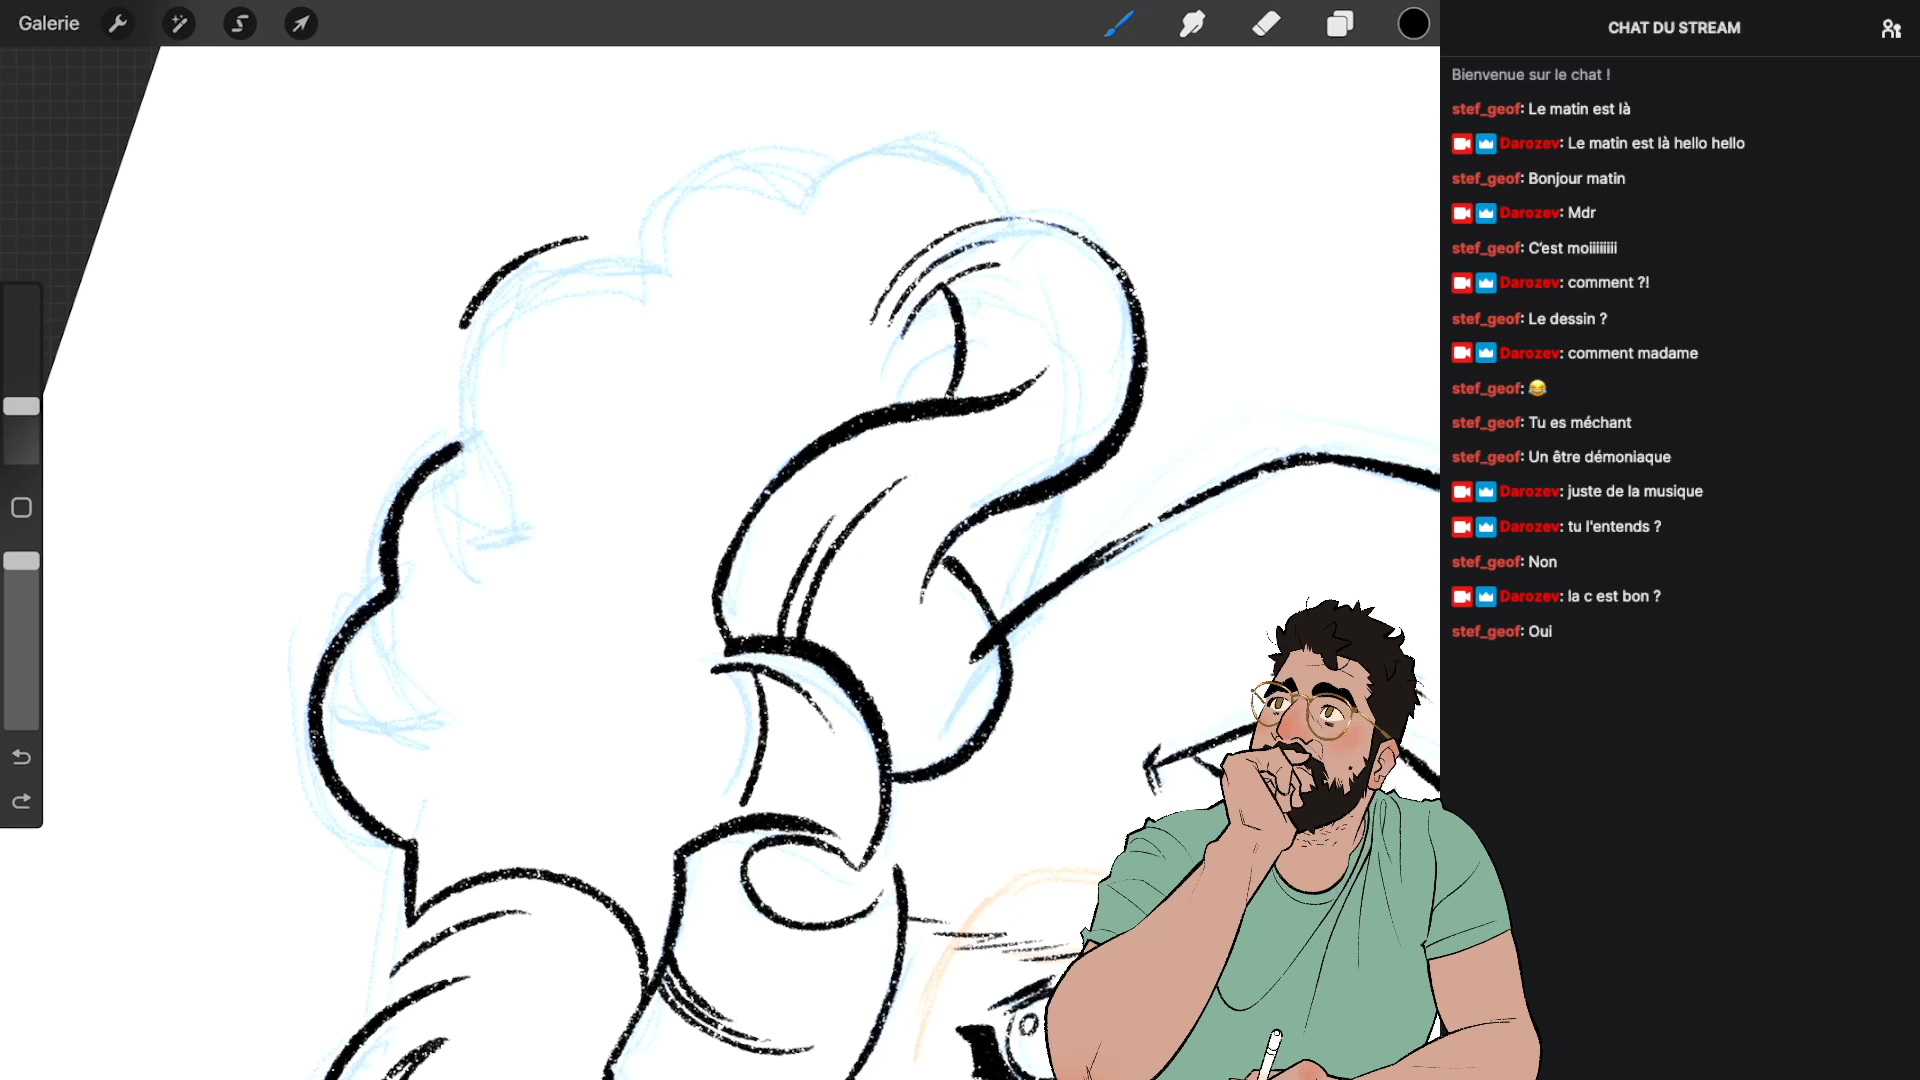 Galerie
CHAT DU STREAM
Bienvenue sur le chat !
stef_geof: Le matin est là
Darozev: Le matin est là hello hello
stef_geof: Bonjour matin
Darozev: Mdr
stef_geof: C'est moiiiiiiiii
Darozev: comment ?!
stef_geof: Le dessin ?
Darozev: comment madame
stef_geof: 😂
stef_geof: Tu es méchant
stef_geof: Un être démoniaque
Darozev: juste de la musique
Darozev: tu l'entends ?
stef_geof: Non
Darozev: la c est bon ?
stef_geof: Oui